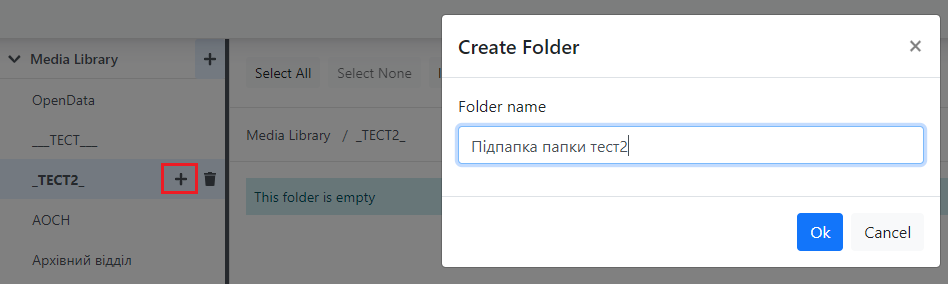 Media Library
OpenData
___ТЕСТ___
_ТЕСТ2_
АОСН
Архівний відділ
Select All
Select None
Media Library / _ТЕСТ2_
This folder is empty
Create Folder
×
Folder name
Підпапка папки тест2
Ok
Cancel